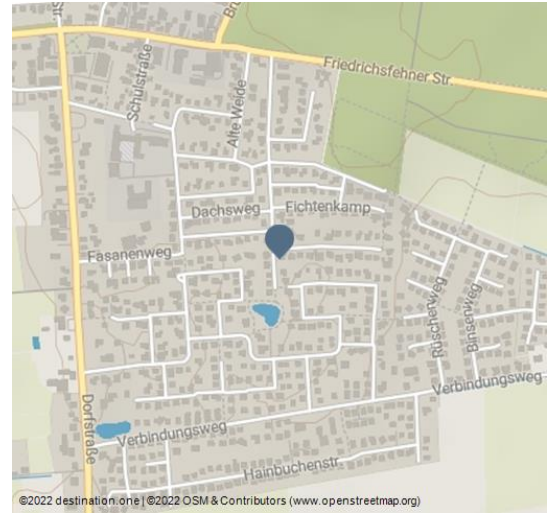 Friedrichsfehner Str.
Schulstraße
Alte Weide
Dachsweg
Fichtenkamp
Fasanenweg
Rüschenweg
Binsenweg
Verbindungsweg
Dorfstraße
Verbindungsweg
Hainbuchenstr.
©2022 destination.one | ©2022 OSM & Contributors (www.openstreetmap.org)